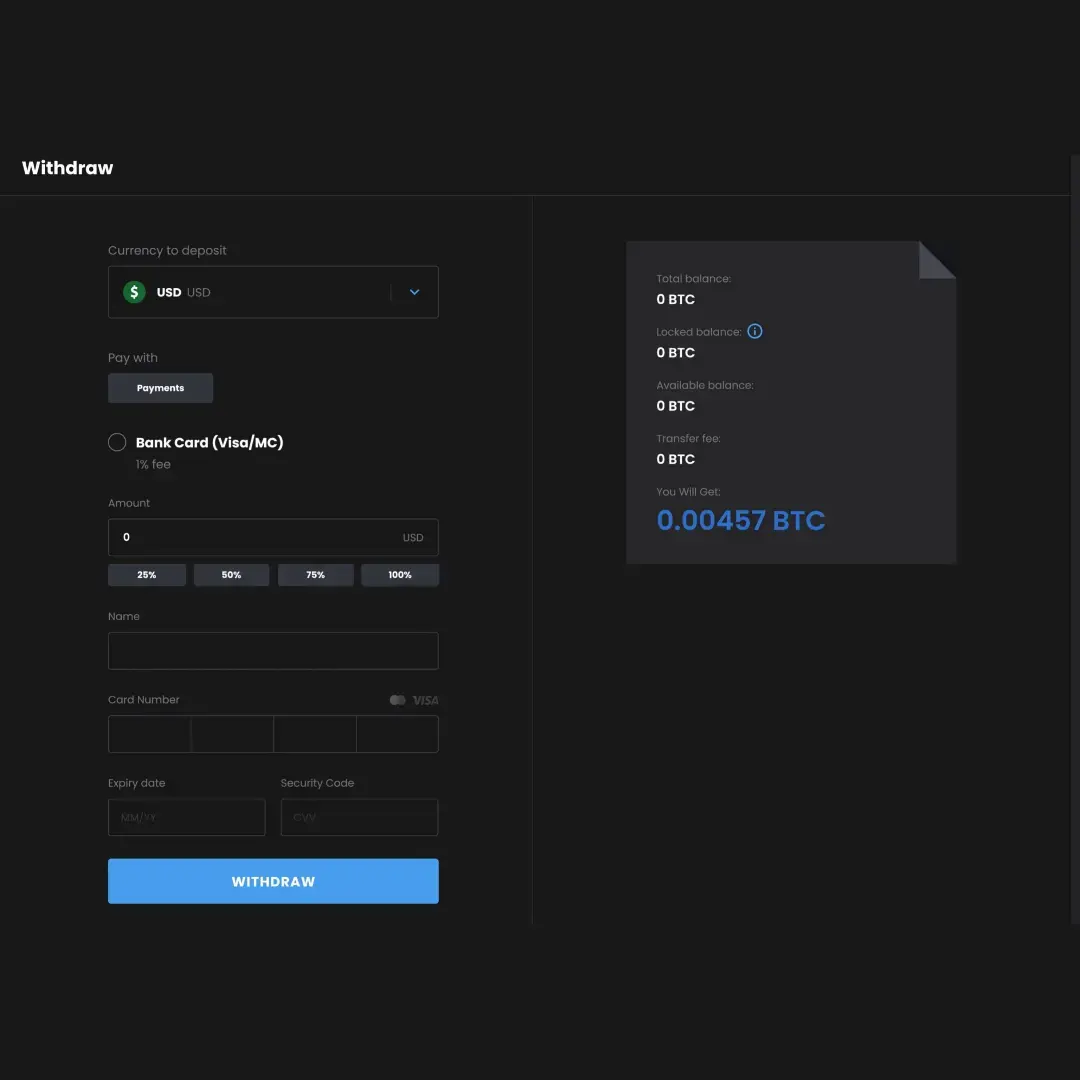 Withdraw
Currency to deposit
$ USD USD
Pay with
Payments
Bank Card (Visa/MC)
1% fee
Amount
0 USD
25% 50% 75% 100%
Name
Card Number VISA
Expiry date Security Code
MM/YY CVV
WITHDRAW
Total balance:
0 BTC
Locked balance: i
0 BTC
Available balance:
0 BTC
Transfer fee:
0 BTC
You Will Get:
0.00457 BTC